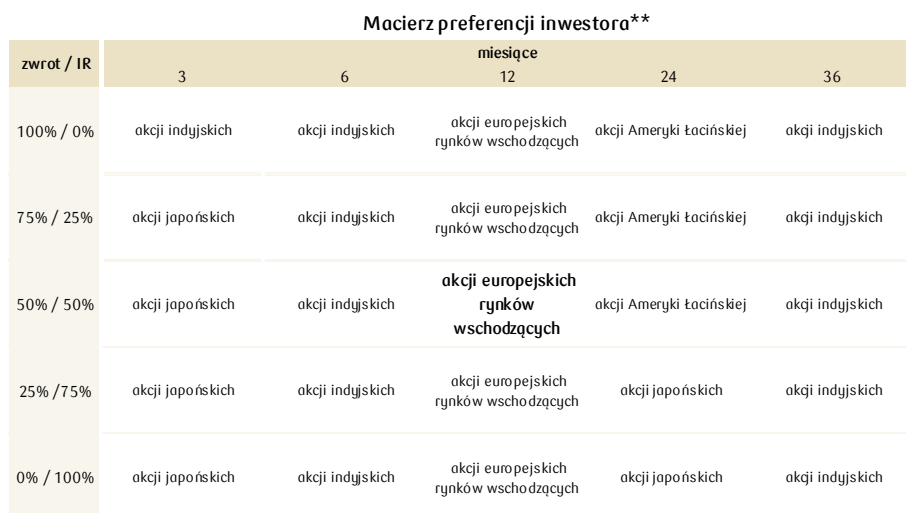 Macierz preferencji inwestora**
zwrot / IR
miesiące
3 6 12 24 36
100% / 0% akcji indyjskich akcji indyjskich akcji europejskich rynków wschodzących akcji Ameryki Łacińskiej akcji indyjskich
75% / 25% akcji japońskich akcji indyjskich akcji europejskich rynków wschodzących akcji Ameryki Łacińskiej akcji indyjskich
50% / 50% akcji japońskich akcji indyjskich akcji europejskich rynków wschodzących akcji Ameryki Łacińskiej akcji indyjskich
25% /75% akcji japońskich akcji indyjskich akcji europejskich rynków wschodzących akcji japońskich akcji indyjskich
0% / 100% akcji japońskich akcji indyjskich akcji europejskich rynków wschodzących akcji japońskich akcji indyjskich